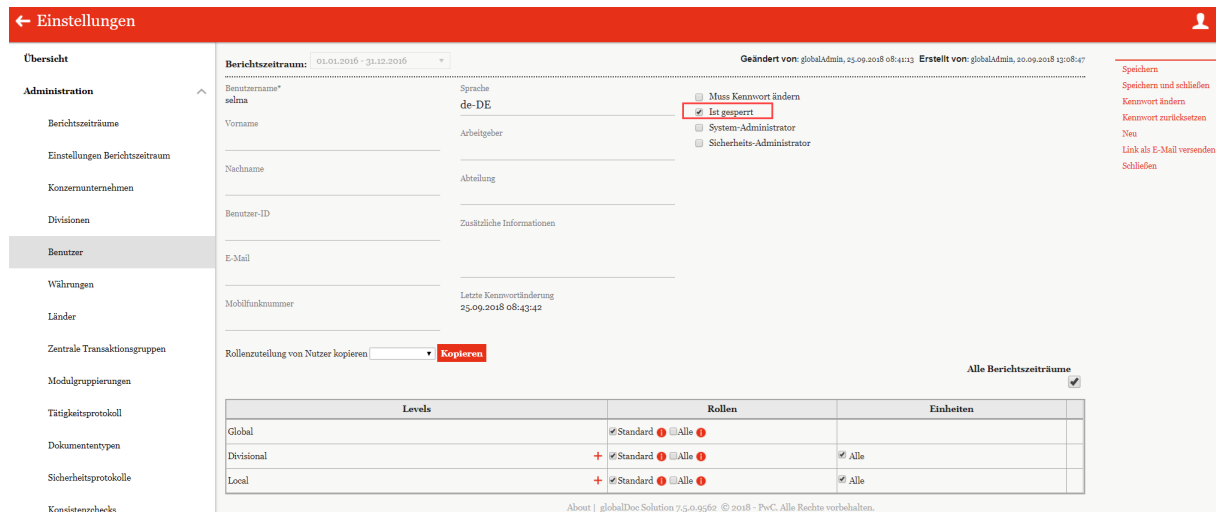 Einstellungen
Übersicht
Administration
Berichtszeiträume
Einstellungen Berichtszeitraum
Konzernunternehmen
Divisionen
Benutzer
Währungen
Länder
Zentrale Transaktionsgruppen
Modulgruppierungen
Tätigkeitsprotokoll
Dokumententypen
Sicherheitsprotokolle
Konsistenzchecks
Berichtszeitraum: 01.01.2016 - 31.12.2016
Geändert von: globalAdmin, 25.09.2018 08:41:13 Erstellt von: globalAdmin, 20.09.2018 13:08:47
Benutzername*
selma
Vorname
Nachname
Benutzer-ID
E-Mail
Mobilfunknummer
Sprache
de-DE
Arbeitgeber
Abteilung
Zusätzliche Informationen
Letzte Kennwortänderung
25.09.2018 08:43:42
Muss Kennwort ändern
Ist gesperrt
System-Administrator
Sicherheits-Administrator
Speichern
Speichern und schließen
Kennwort ändern
Kennwort zurücksetzen
Neu
Link als E-Mail versenden
Schließen
Rollenzuteilung von Nutzer kopieren Kopieren
Alle Berichtszeiträume
Levels Rollen Einheiten
Global Standard Alle
Divisional + Standard Alle Alle
Local + Standard Alle Alle
About | globalDoc Solution 7.5.0.9562 © 2018 - PwC. Alle Rechte vorbehalten.